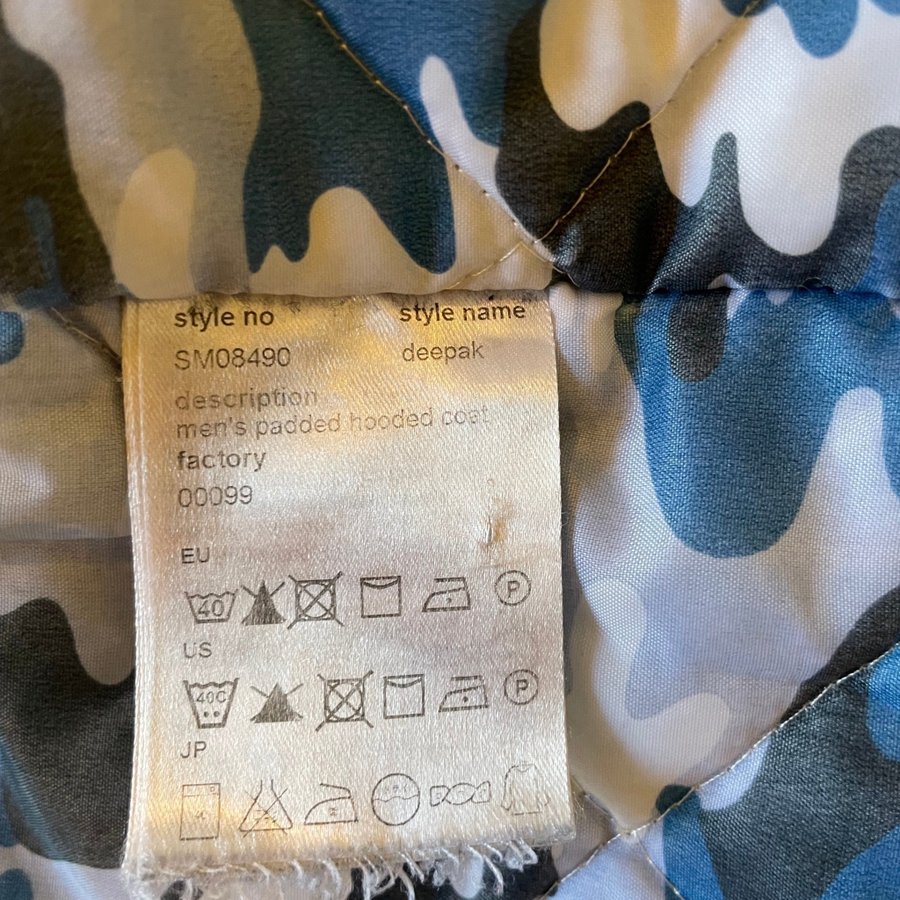 style no style name
SM08490 deepak
description
men's padded hooded coat
factory
00099
EU
40 P
US
40C P
JP